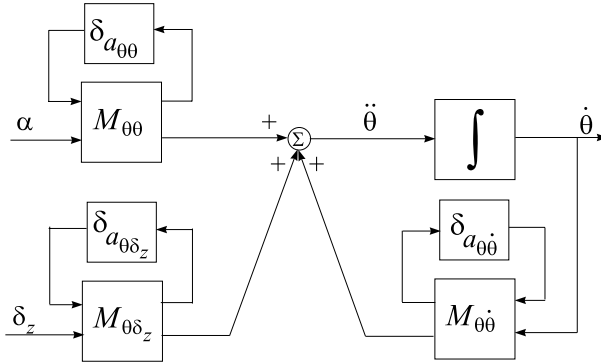 δ_{a_{θθ}}
α
M_{θθ}
+
Σ
+
+
θ̈
∫
θ̇
δ_{a_{θδ_z}}
δ_z
M_{θδ_z}
δ_{a_{θθ̇}}
M_{θθ̇}